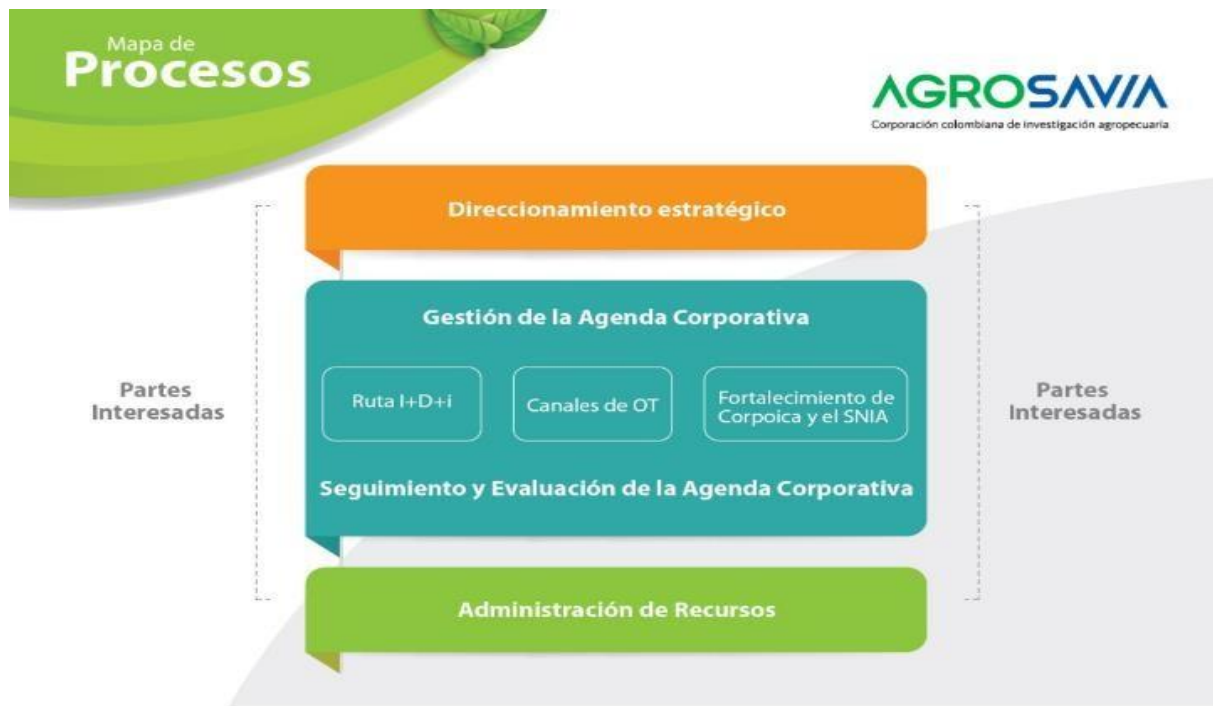 Mapa de
Procesos
AGROSAVIA
Corporación colombiana de investigación agropecuaria
Direccionamiento estratégico
Gestión de la Agenda Corporativa
Partes
Interesadas
Ruta I+D+i
Canales de OT
Fortalecimiento de
Corpoica y el SNIA
Partes
Interesadas
Seguimiento y Evaluación de la Agenda Corporativa
Administración de Recursos